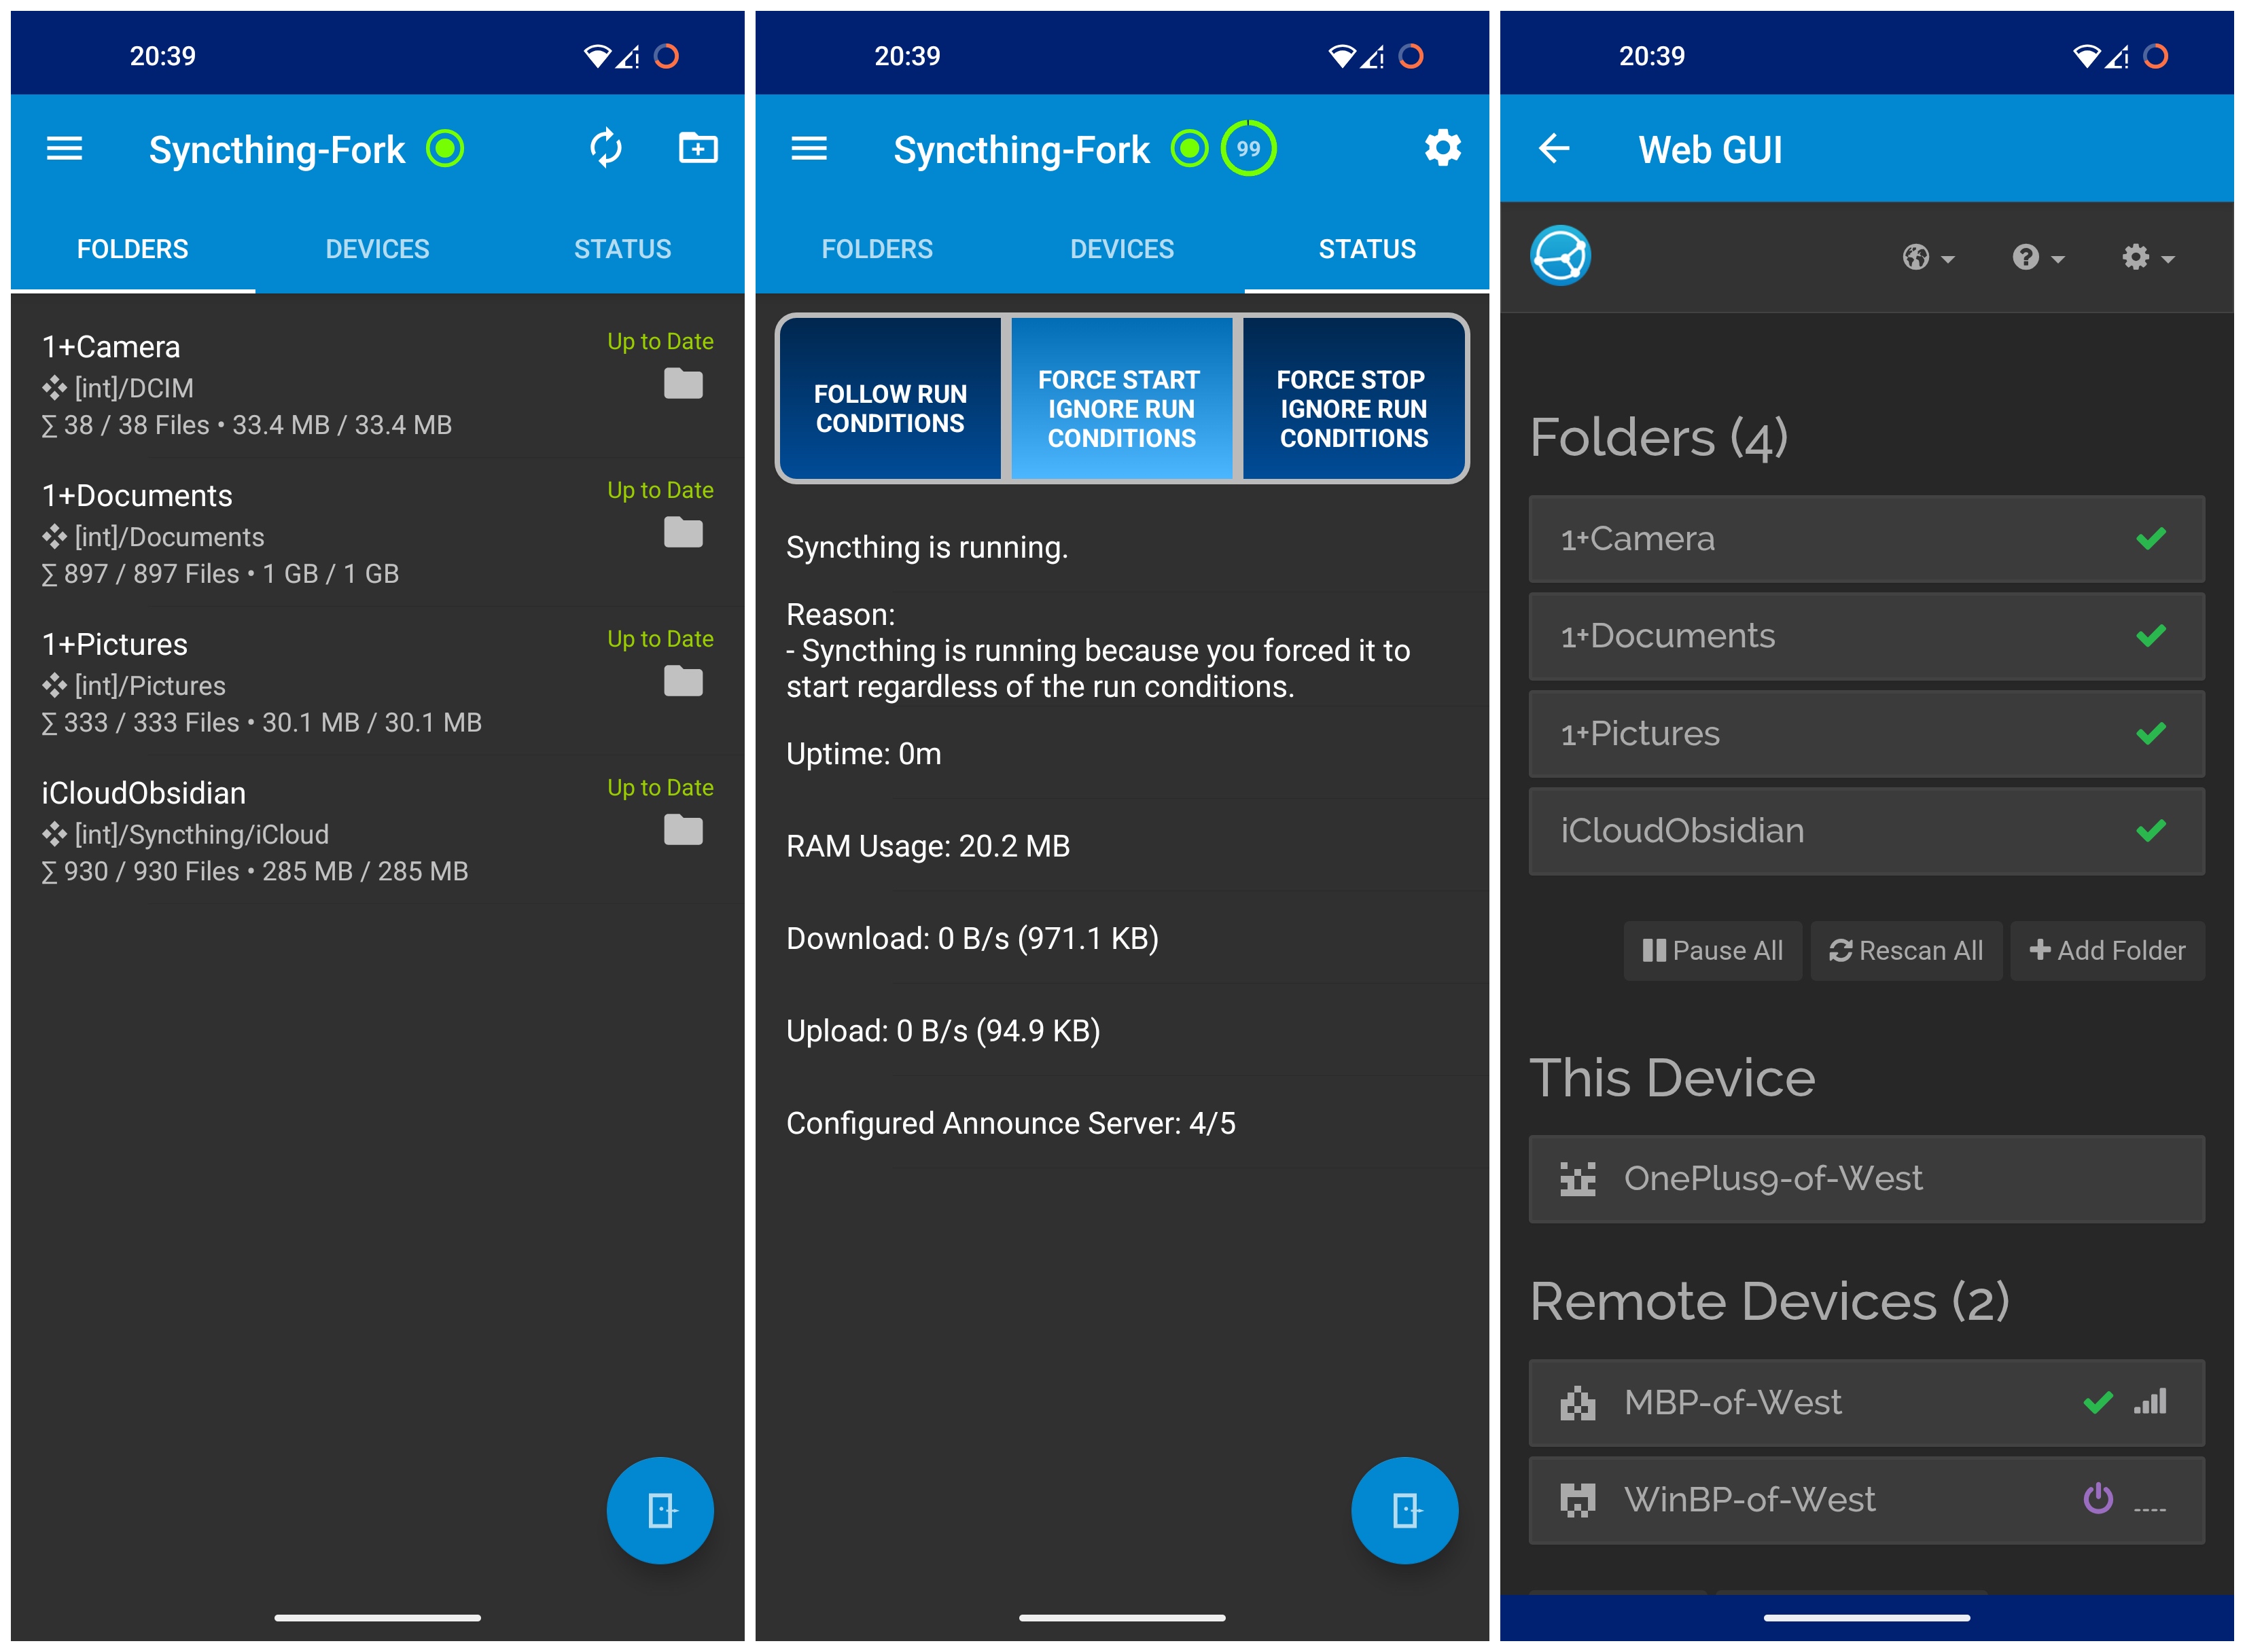 20:39
Syncthing-Fork
FOLDERS DEVICES STATUS
1+Camera Up to Date
[int]/DCIM
∑ 38 / 38 Files • 33.4 MB / 33.4 MB
1+Documents Up to Date
[int]/Documents
∑ 897 / 897 Files • 1 GB / 1 GB
1+Pictures Up to Date
[int]/Pictures
∑ 333 / 333 Files • 30.1 MB / 30.1 MB
iCloudObsidian Up to Date
[int]/Syncthing/iCloud
∑ 930 / 930 Files • 285 MB / 285 MB
20:39
Syncthing-Fork 99
FOLDERS DEVICES STATUS
FOLLOW RUN
CONDITIONS
FORCE START
IGNORE RUN
CONDITIONS
FORCE STOP
IGNORE RUN
CONDITIONS
Syncthing is running.
Reason:
- Syncthing is running because you forced it to
start regardless of the run conditions.
Uptime: 0m
RAM Usage: 20.2 MB
Download: 0 B/s (971.1 KB)
Upload: 0 B/s (94.9 KB)
Configured Announce Server: 4/5
20:39
Web GUI
Folders (4)
1+Camera
1+Documents
1+Pictures
iCloudObsidian
Pause All Rescan All Add Folder
This Device
OnePlus9-of-West
Remote Devices (2)
MBP-of-West
WinBP-of-West